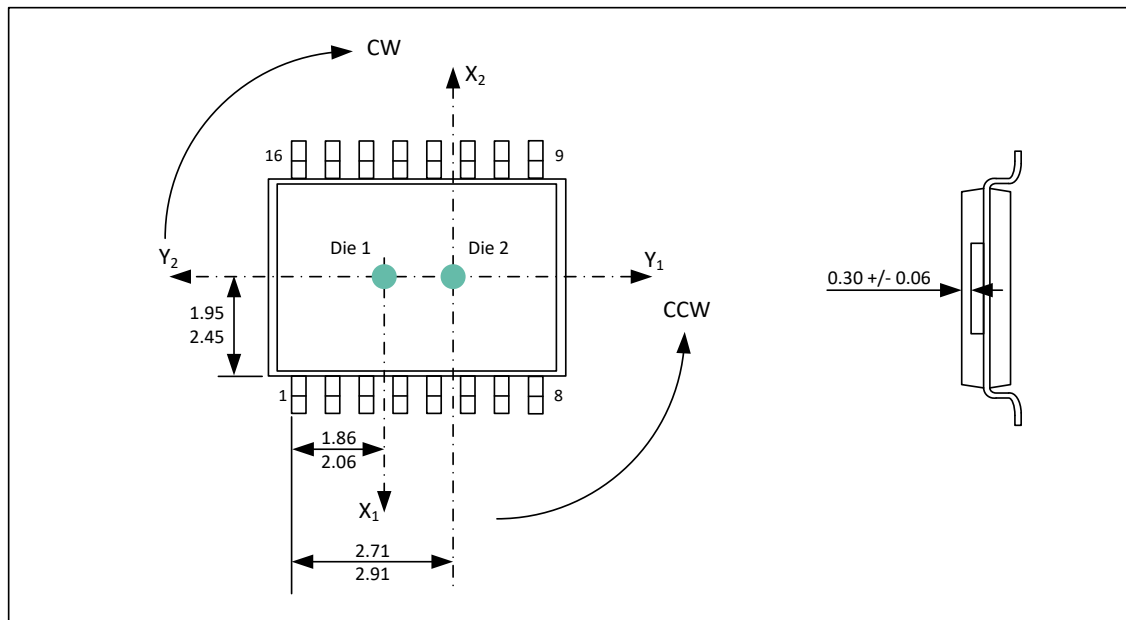 CW
X₂
16
9
Die 1
Die 2
Y₂
Y₁
0.30 +/- 0.06
1.95
2.45
CCW
1
8
1.86
2.06
X₁
2.71
2.91